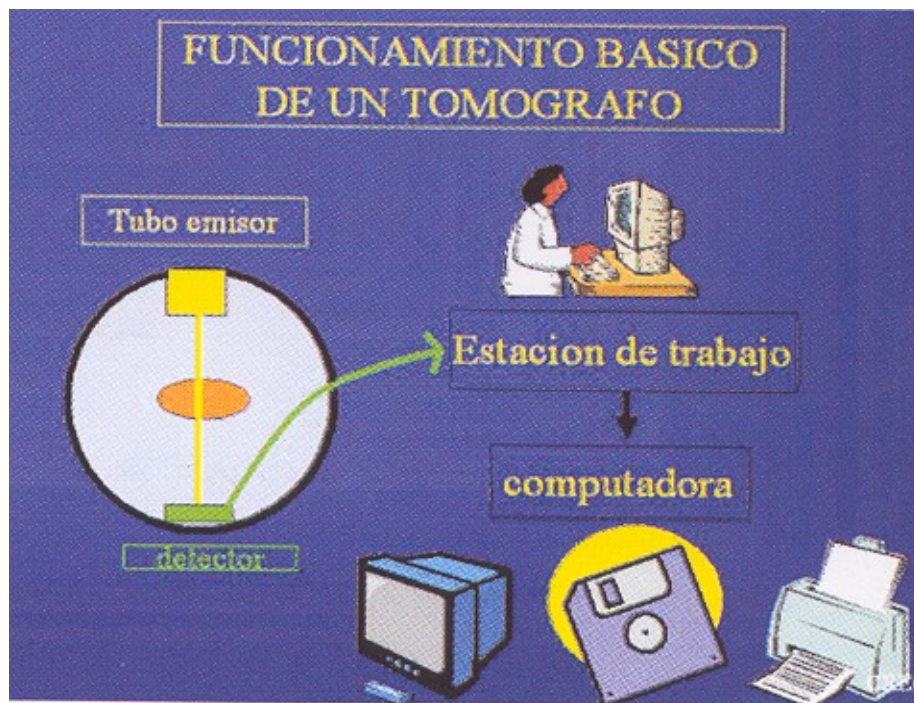 FUNCIONAMIENTO BASICO
DE UN TOMOGRAFO
Tubo emisor
Estacion de trabajo
computadora
detector